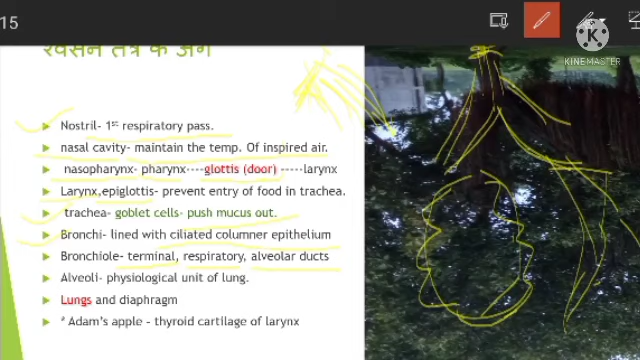 15
KINEMASTER
श्वसन तंत्र के अंग
Nostril- 1st respiratory pass.
nasal cavity- maintain the temp. Of inspired air.
nasopharynx- pharynx----glottis (door) -----larynx
Larynx,epiglottis- prevent entry of food in trachea.
trachea- goblet cells- push mucus out.
Bronchi- lined with ciliated columner epithelium
Bronchiole- terminal, respiratory, alveolar ducts
Alveoli- physiological unit of lung.
Lungs and diaphragm
* Adam's apple – thyroid cartilage of larynx